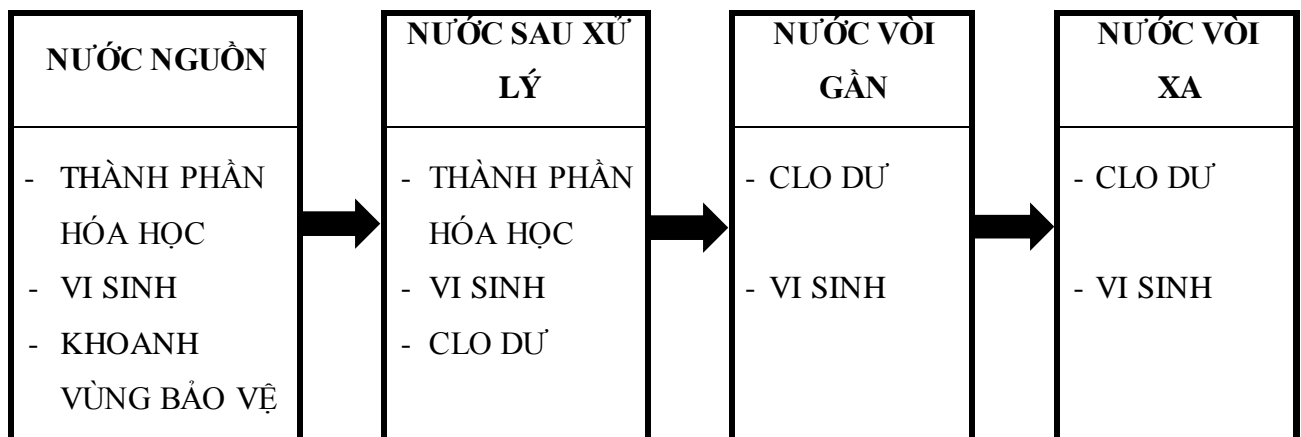 NƯỚC NGUỒN
- THÀNH PHẦN
HÓA HỌC
- VI SINH
- KHOANH
VÙNG BẢO VỆ
NƯỚC SAU XỬ
LÝ
- THÀNH PHẦN
HÓA HỌC
- VI SINH
- CLO DƯ
NƯỚC VÒI
GẦN
- CLO DƯ
- VI SINH
NƯỚC VÒI
XA
- CLO DƯ
- VI SINH